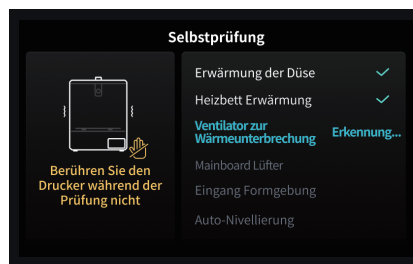 Selbstprüfung
Berühren Sie den
Drucker während der
Prüfung nicht
Erwärmung der Düse
Heizbett Erwärmung
Ventilator zur
Wärmeunterbrechung Erkennung...
Mainboard Lüfter
Eingang Formgebung
Auto-Nivellierung